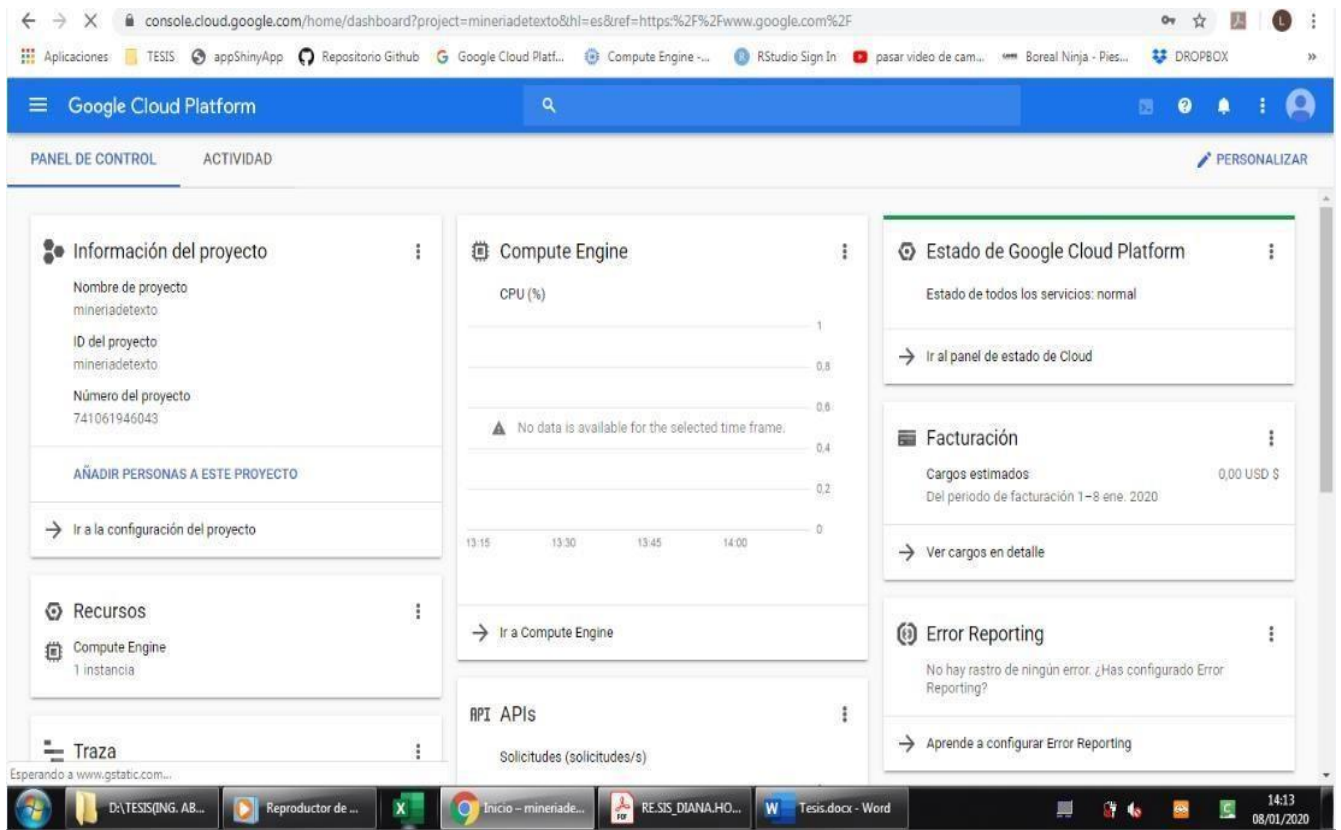 console.cloud.google.com/home/dashboard?project=mineriadetexto&hl=es&ref=https:%2F%2Fwww.google.com%2F
L
Aplicaciones TESIS appShinyApp Repositorio Github Google Cloud Platf... Compute Engine -... RStudio Sign In pasar video de cam... Boreal Ninja - Pies... DROPBOX »
Google Cloud Platform
PANEL DE CONTROL ACTIVIDAD PERSONALIZAR
Información del proyecto
Nombre de proyecto
mineriadetexto
ID del proyecto
mineriadetexto
Número del proyecto
741061946043
AÑADIR PERSONAS A ESTE PROYECTO
Ir a la configuración del proyecto
Recursos
Compute Engine
1 instancia
Traza
Compute Engine
CPU (%)
1
0,8
0,6
No data is available for the selected time frame.
0,4
0,2
0
13:15 13:30 13:45 14:00
Ir a Compute Engine
API APIs
Solicitudes (solicitudes/s)
Estado de Google Cloud Platform
Estado de todos los servicios: normal
Ir al panel de estado de Cloud
Facturación
Cargos estimados 0,00 USD $
Del periodo de facturación 1–8 ene. 2020
Ver cargos en detalle
Error Reporting
No hay rastro de ningún error. ¿Has configurado Error
Reporting?
Aprende a configurar Error Reporting
Esperando a www.gstatic.com...
D:\TESIS(ING. AB... Reproductor de ... Inicio – mineriade... RE.SIS_DIANA.HO... Tesis.docx - Word
14:13
08/01/2020